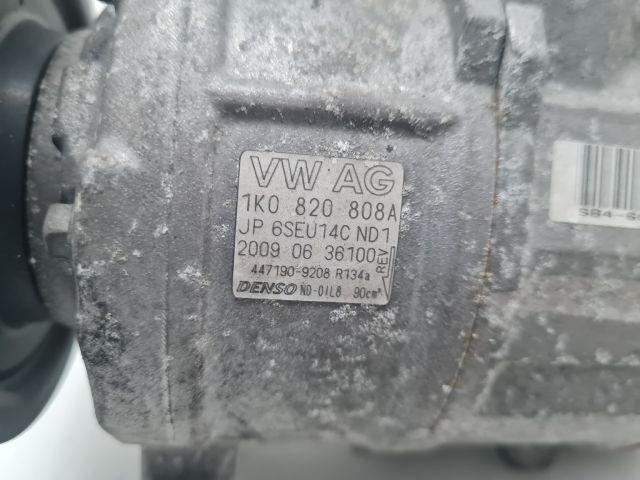 VW AG
1K0 820 808A
JP 6SEU14C ND1
2009 06 36100
REV
447190-9208 R134a
DENSO ND-OIL8 90cm³